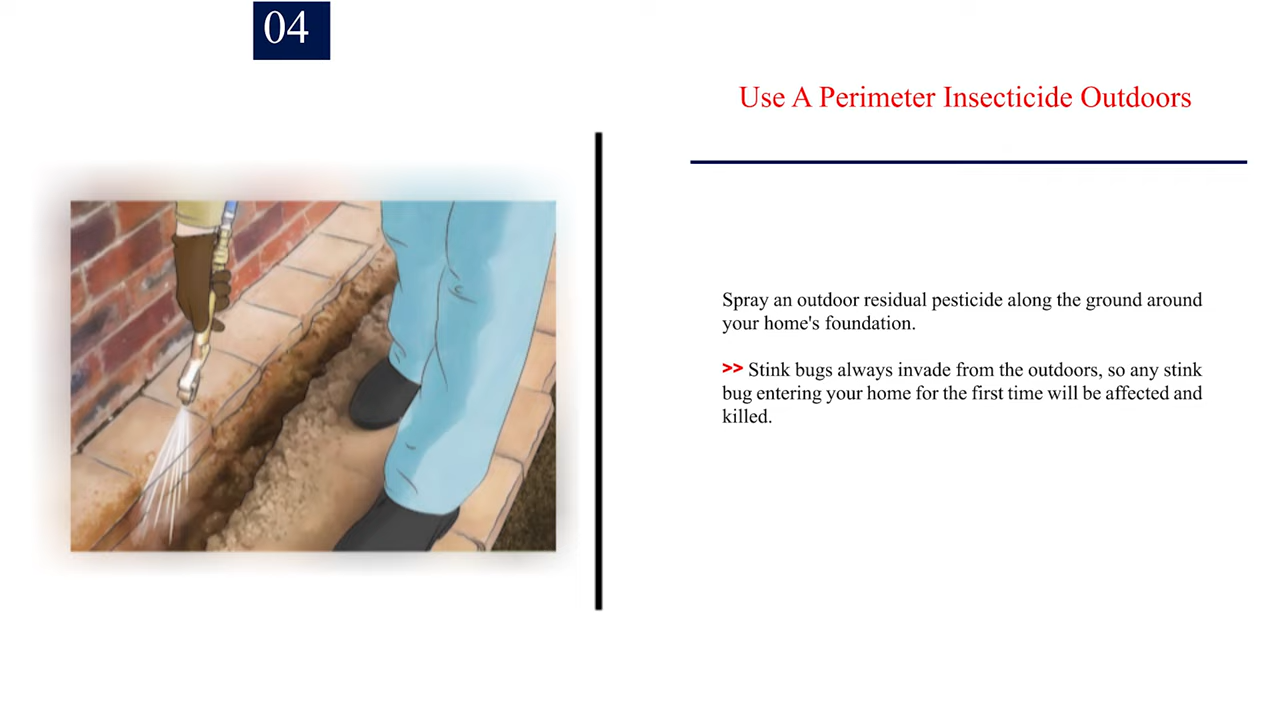 04
Use A Perimeter Insecticide Outdoors
Spray an outdoor residual pesticide along the ground around
your home's foundation.
>> Stink bugs always invade from the outdoors, so any stink
bug entering your home for the first time will be affected and
killed.